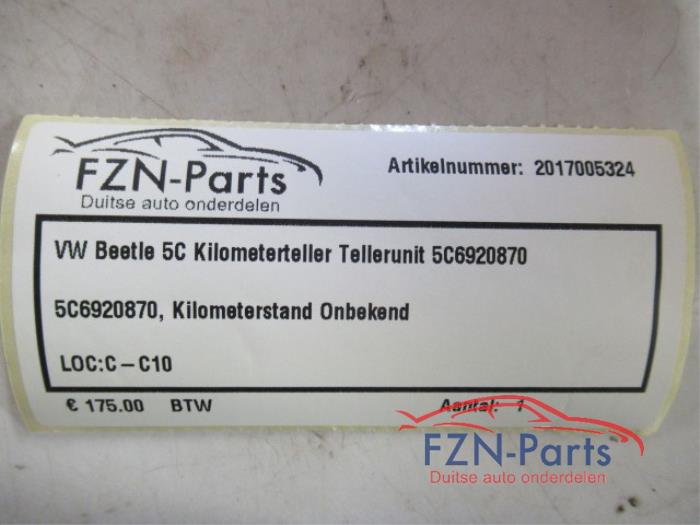 FZN-Parts
Duitse auto onderdelen
Artikelnummer: 2017005324
VW Beetle 5C Kilometerteller Tellerunit 5C6920870
5C6920870, Kilometerstand Onbekend
LOC:C-C10
€ 175.00 BTW
Aantal: 1
FZN-Parts
Duitse auto onderdelen